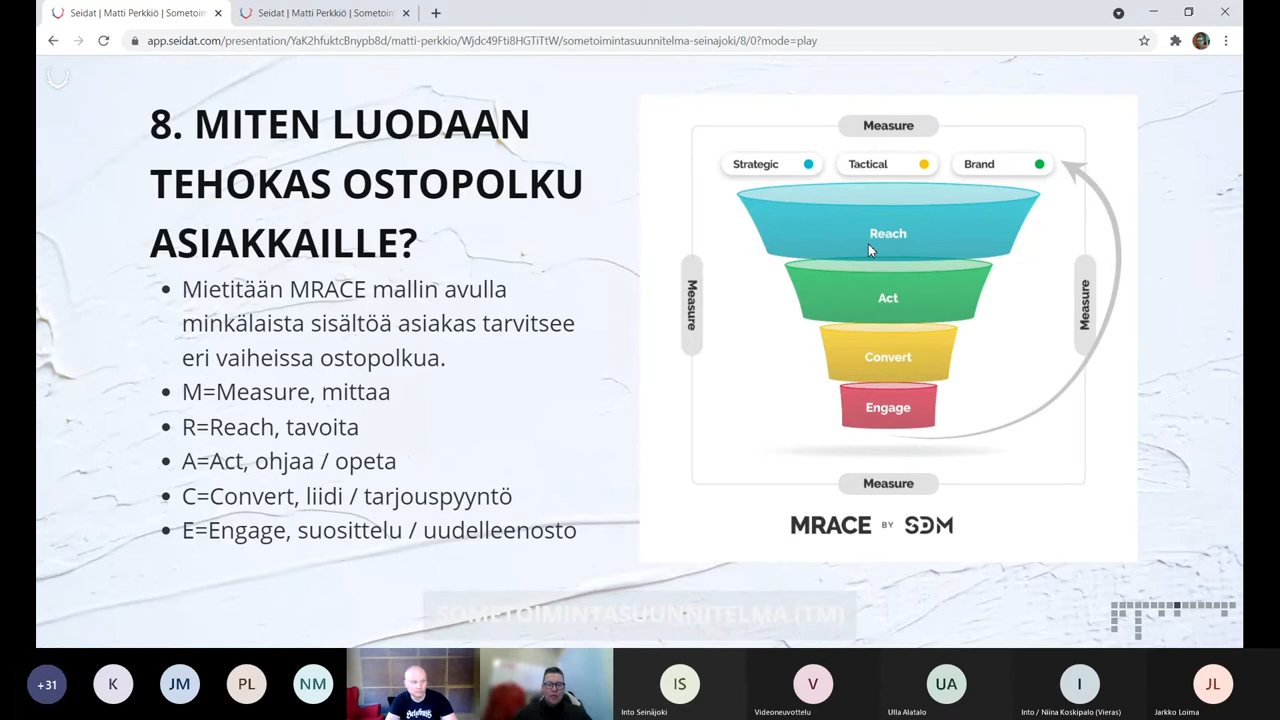 Seidat | Matti Perkkiö | Sometoim
Seidat | Matti Perkkiö | Sometoim
app.seidat.com/presentation/YaK2hfuktcBnypb8d/matti-perkkio/Wjdc49Fti8HGTiTtW/sometoimintasuunnitelma-seinajoki/8/0?mode=play
8. MITEN LUODAAN
TEHOKAS OSTOPOLKU
ASIAKKAILLE?
• Mietitään MRACE mallin avulla
minkälaista sisältöä asiakas tarvitsee
eri vaiheissa ostopolkua.
• M=Measure, mittaa
• R=Reach, tavoita
• A=Act, ohjaa / opeta
• C=Convert, liidi / tarjouspyyntö
• E=Engage, suosittelu / uudelleenosto
Measure
Strategic
Tactical
Brand
Reach
Act
Convert
Engage
Measure
Measure
Measure
MRACE BY SDM
SOMETOIMINTASUUNNITELMA (TM)
+31
K
JM
PL
NM
IS
Into Seinäjoki
V
Videoneuvottelu
UA
Ulla Alatalo
I
Into / Niina Koskipalo (Vieras)
JL
Jarkko Loima